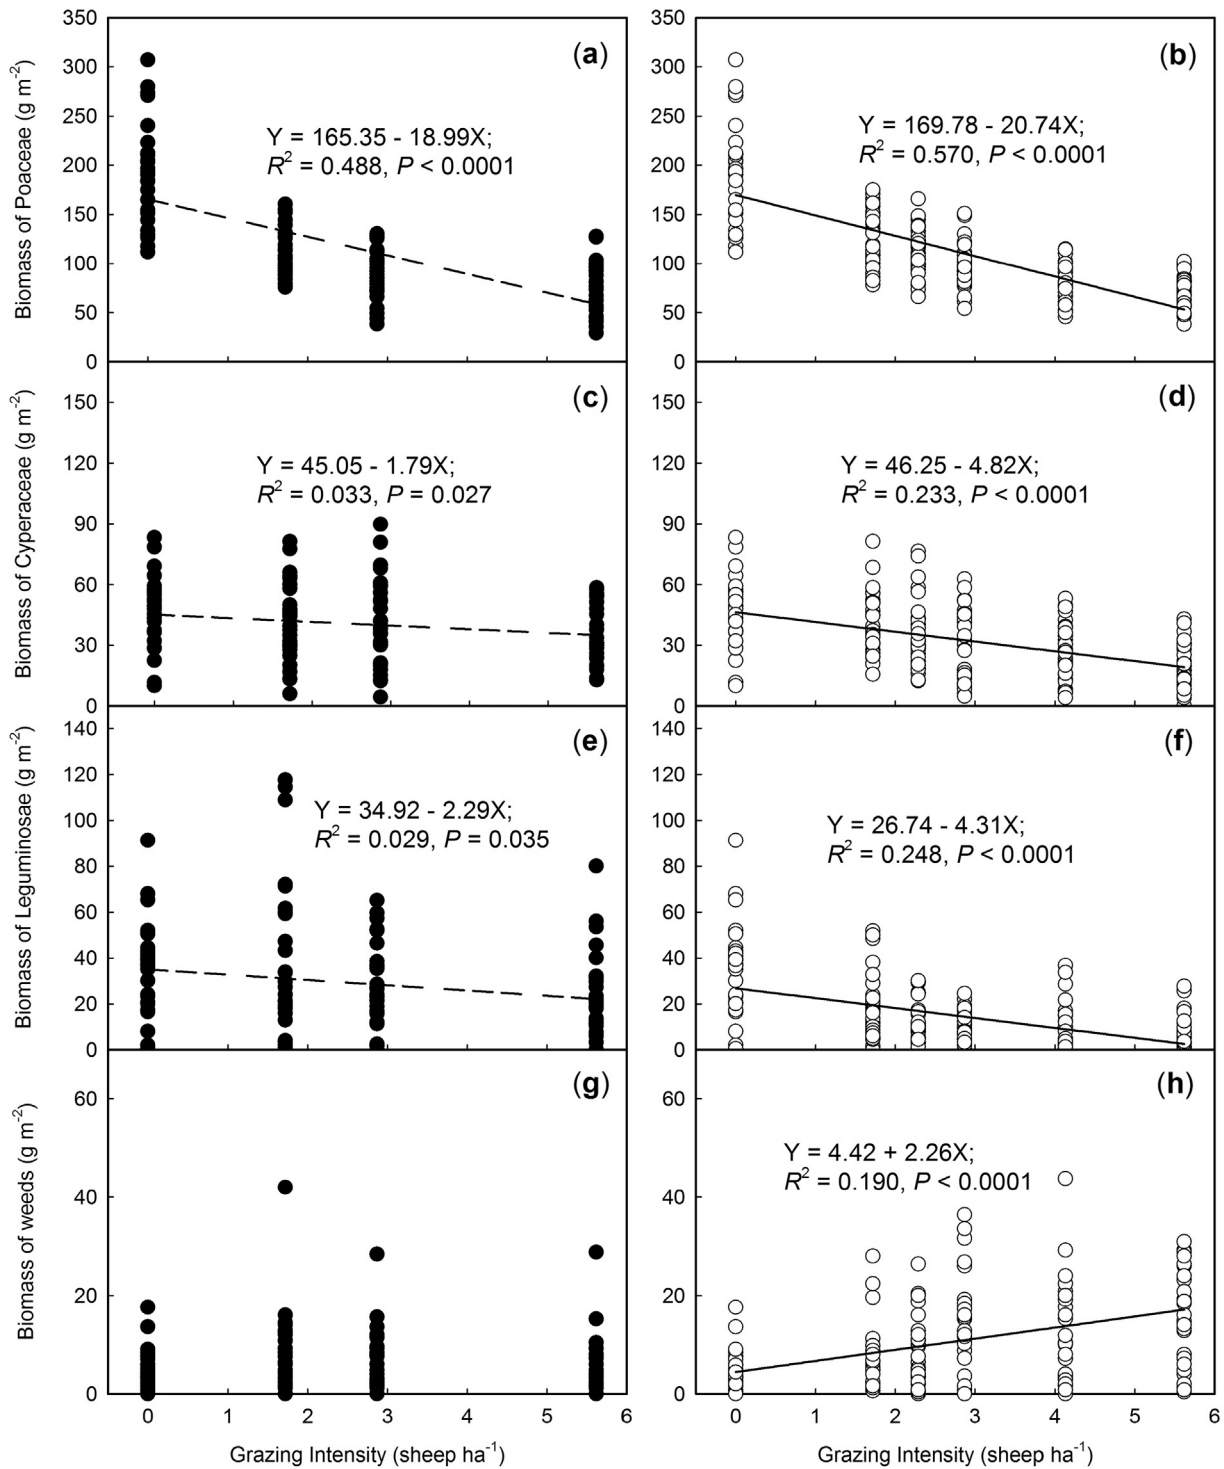 350
300
250
200
150
100
50
0
Biomass of Poaceae (g m⁻²)
(a)
Y = 165.35 - 18.99X;
R² = 0.488, P < 0.0001
(b)
Y = 169.78 - 20.74X;
R² = 0.570, P < 0.0001
350
300
250
200
150
100
50
0
150
120
90
60
30
0
Biomass of Cyperaceae (g m⁻²)
(c)
Y = 45.05 - 1.79X;
R² = 0.033, P = 0.027
(d)
Y = 46.25 - 4.82X;
R² = 0.233, P < 0.0001
150
120
90
60
30
0
140
120
100
80
60
40
20
0
Biomass of Leguminosae (g m⁻²)
(e)
Y = 34.92 - 2.29X;
R² = 0.029, P = 0.035
(f)
Y = 26.74 - 4.31X;
R² = 0.248, P < 0.0001
140
120
100
80
60
40
20
0
60
40
20
0
Biomass of weeds (g m⁻²)
(g)
(h)
Y = 4.42 + 2.26X;
R² = 0.190, P < 0.0001
60
40
20
0
0 1 2 3 4 5 6
Grazing Intensity (sheep ha⁻¹)
0 1 2 3 4 5 6
Grazing Intensity (sheep ha⁻¹)